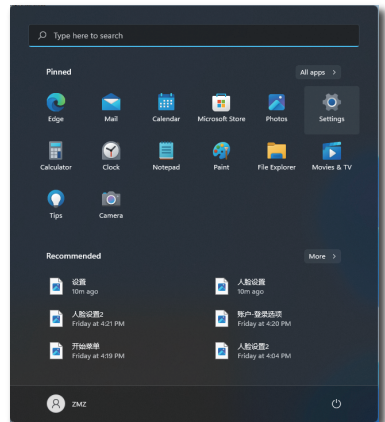 Type here to search
Pinned
All apps >
Edge
Mail
Calendar
Microsoft Store
Photos
Settings
Calculator
Clock
Notepad
Paint
File Explorer
Movies & TV
Tips
Camera
Recommended
More >
设置
10m ago
人脸设置
10m ago
人脸设置2
Friday at 4:21 PM
账户-登录选项
Friday at 4:20 PM
开始菜单
Friday at 4:19 PM
人脸设置2
Friday at 4:04 PM
ZMZ